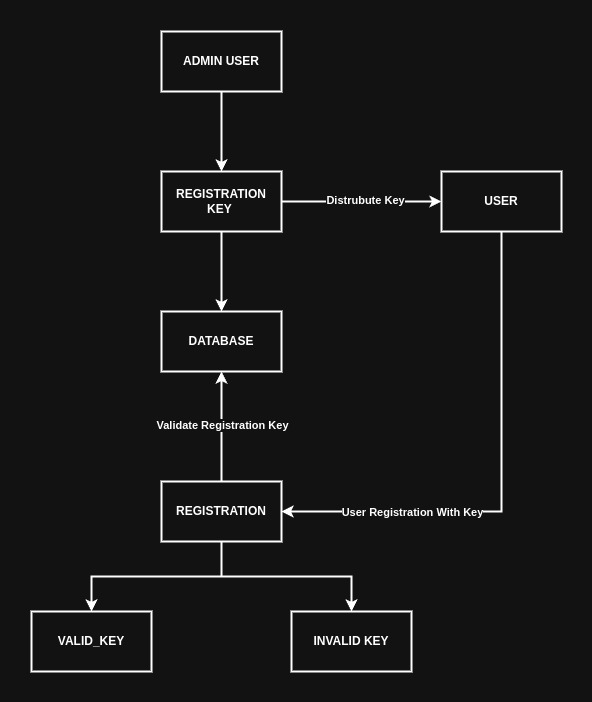 ADMIN USER
REGISTRATION
KEY
Distrubute Key
USER
DATABASE
Validate Registration Key
REGISTRATION
User Registration With Key
VALID_KEY
INVALID KEY